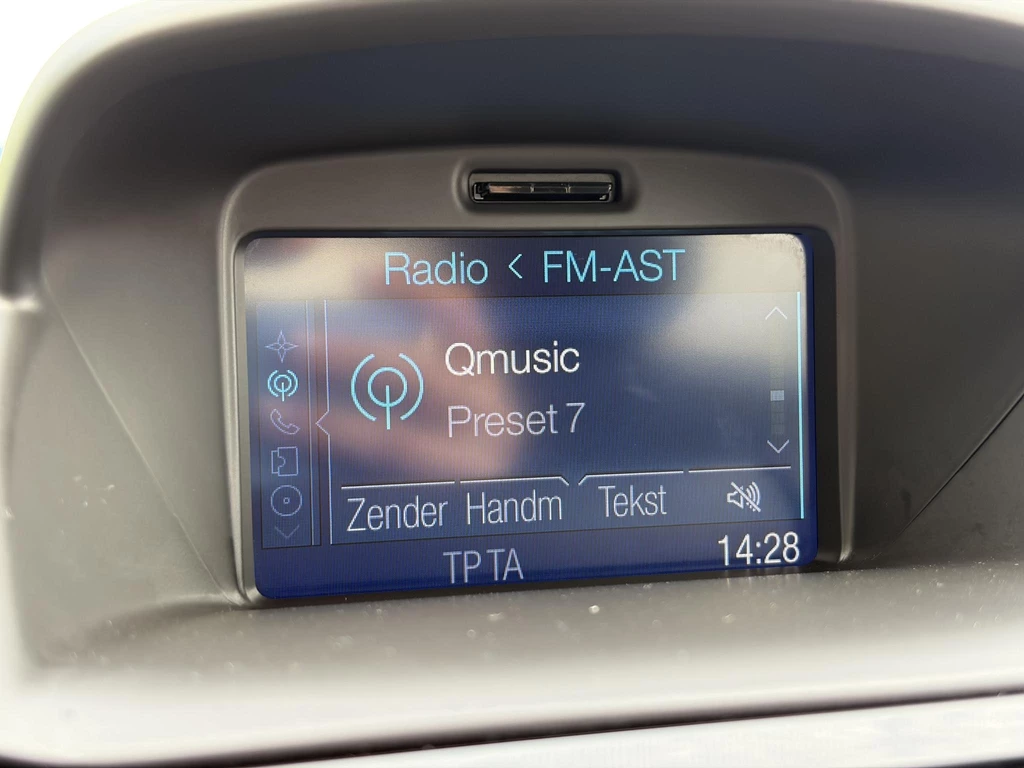 Radio < FM-AST
Qmusic
Preset 7
Zender Handm Tekst
TP TA 14:28